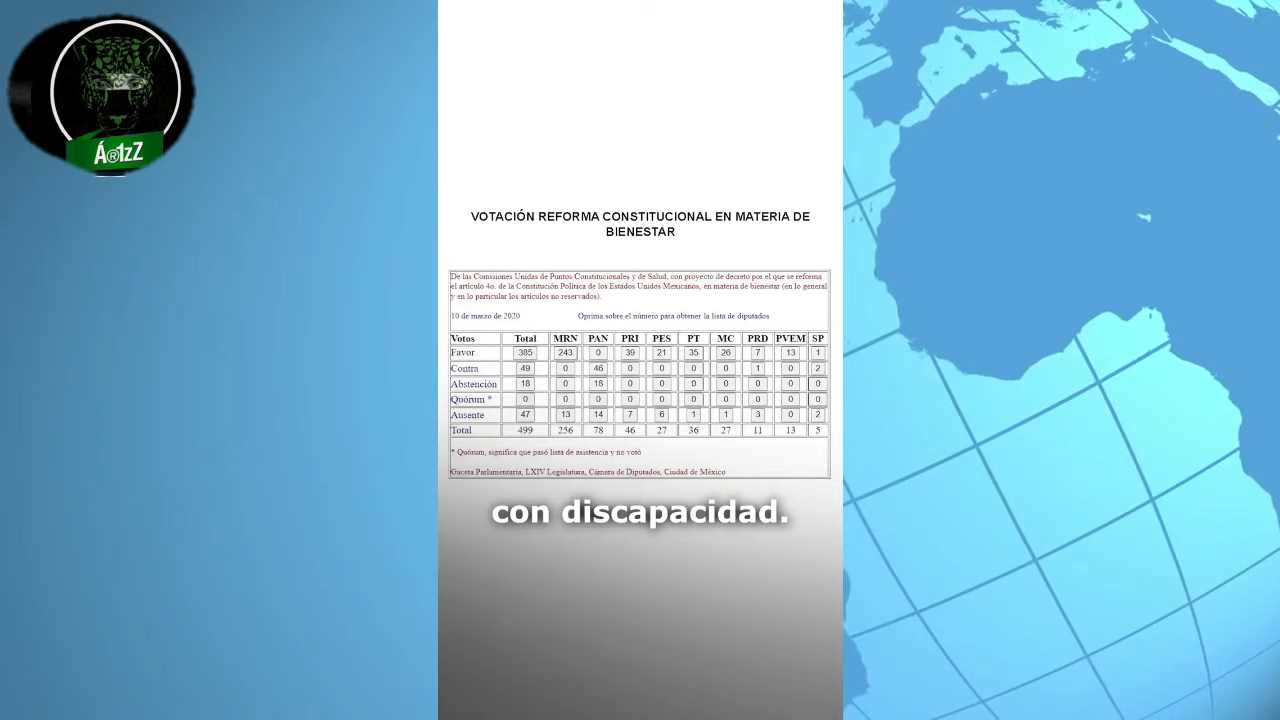 Á®1zZ
VOTACIÓN REFORMA CONSTITUCIONAL EN MATERIA DE
BIENESTAR
De las Comisiones Unidas de Puntos Constitucionales y de Salud, con proyecto de decreto por el que se reforma
el artículo 4o. de la Constitución Política de los Estados Unidos Mexicanos, en materia de bienestar (en lo general
y en lo particular los artículos no reservados).
10 de marzo de 2020 Oprima sobre el número para obtener la lista de diputados
Votos Total MRN PAN PRI PES PT MC PRD PVEM SP
Favor 385 243 0 39 21 35 26 7 13 1
Contra 49 0 46 0 0 0 0 1 0 2
Abstención 18 0 18 0 0 0 0 0 0 0
Quórum * 0 0 0 0 0 0 0 0 0 0
Ausente 47 13 14 7 6 1 1 3 0 2
Total 499 256 78 46 27 36 27 11 13 5
* Quórum, significa que pasó lista de asistencia y no votó
Gaceta Parlamentaria, LXIV Legislatura, Cámara de Diputados, Ciudad de México
con discapacidad.